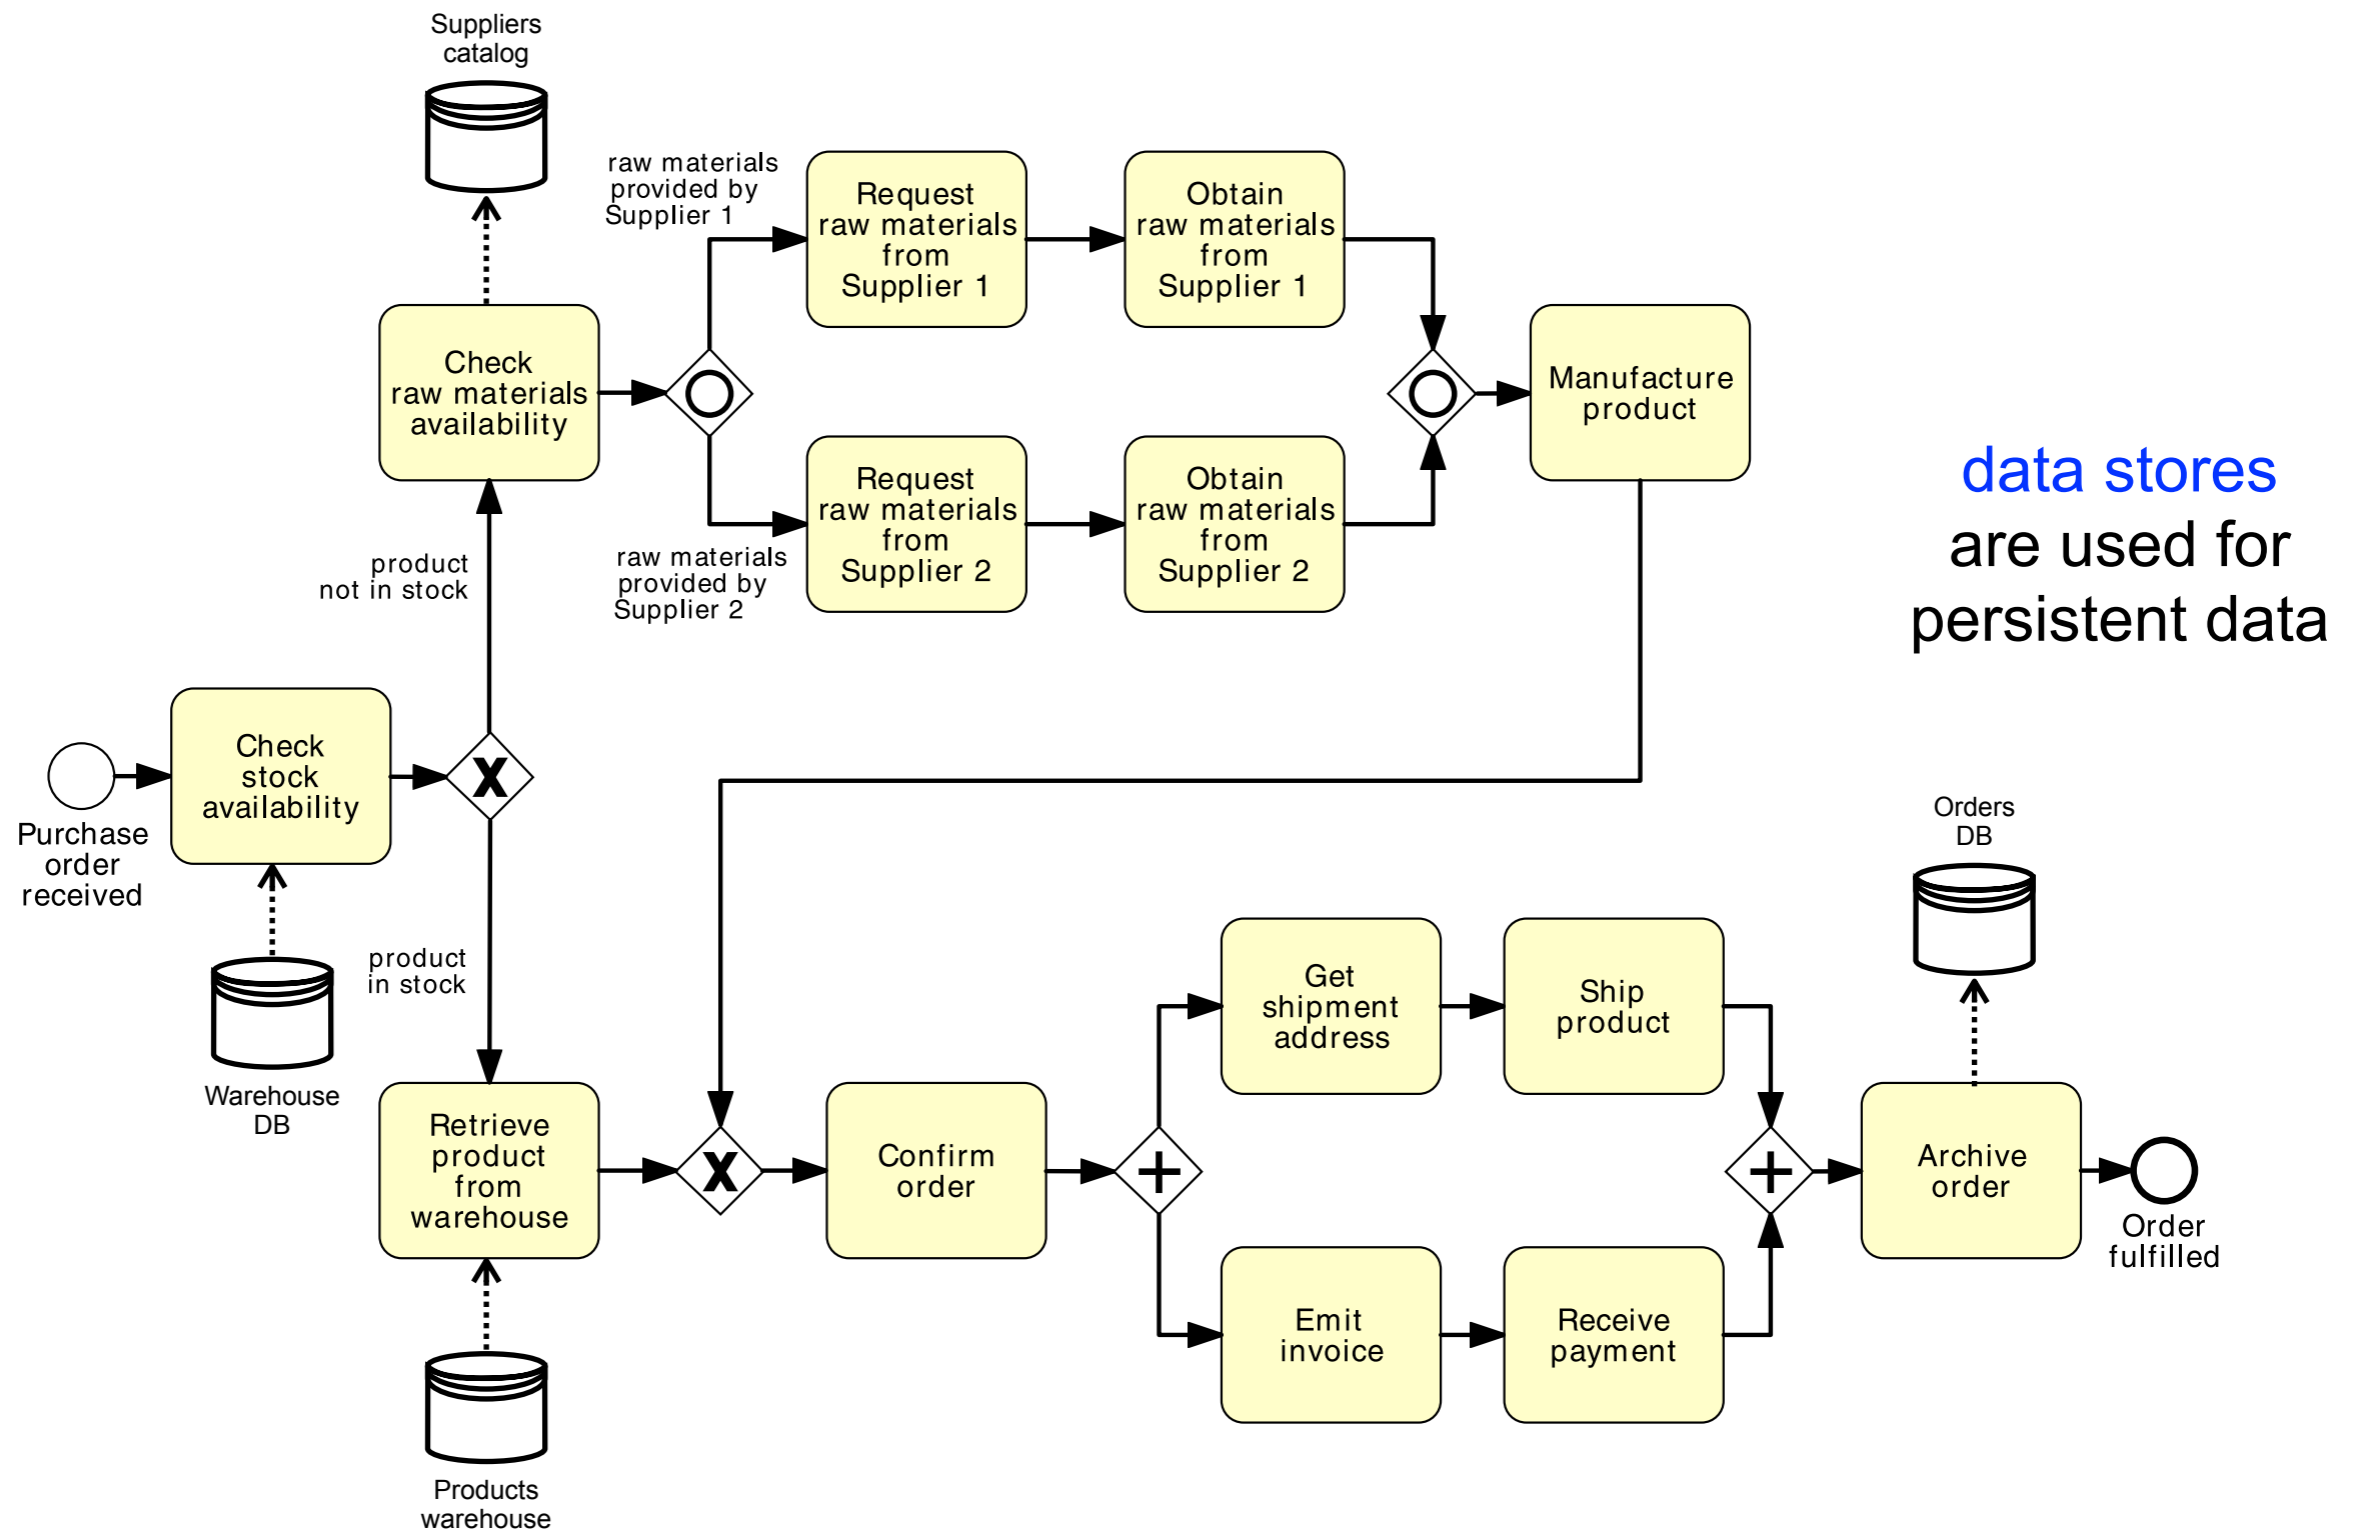 Suppliers
catalog
raw materials
provided by
Supplier 1
Request
raw materials
from
Supplier 1
Obtain
raw materials
from
Supplier 1
Check
raw materials
availability
Manufacture
product
Request
raw materials
from
Supplier 2
Obtain
raw materials
from
Supplier 2
raw materials
provided by
Supplier 2
data stores
are used for
persistent data
product
not in stock
Check
stock
availability
X
Purchase
order
received
product
in stock
Warehouse
DB
Orders
DB
Get
shipment
address
Ship
product
Retrieve
product
from
warehouse
X
Confirm
order
+
+
Archive
order
Order
fulfilled
Emit
invoice
Receive
payment
Products
warehouse